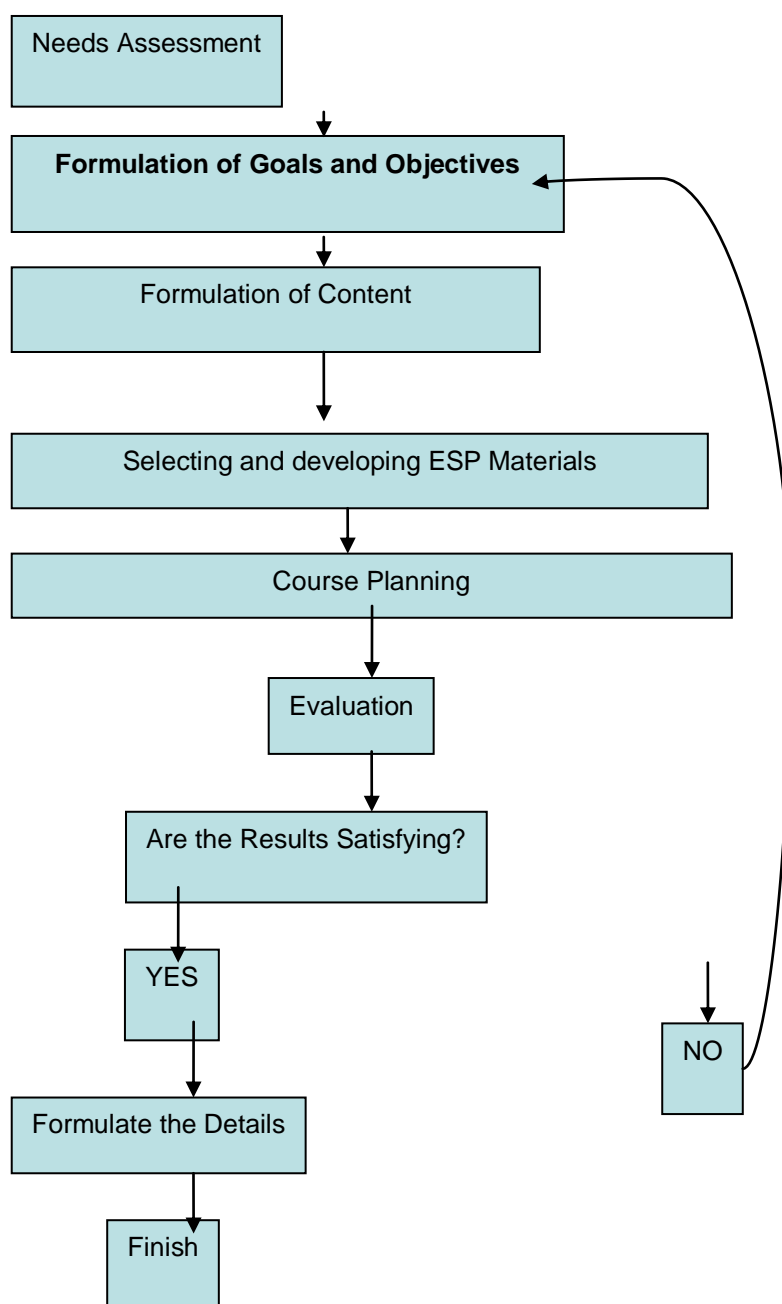 Needs Assessment
Formulation of Goals and Objectives
Formulation of Content
Selecting and developing ESP Materials
Course Planning
Evaluation
Are the Results Satisfying?
YES
NO
Formulate the Details
Finish